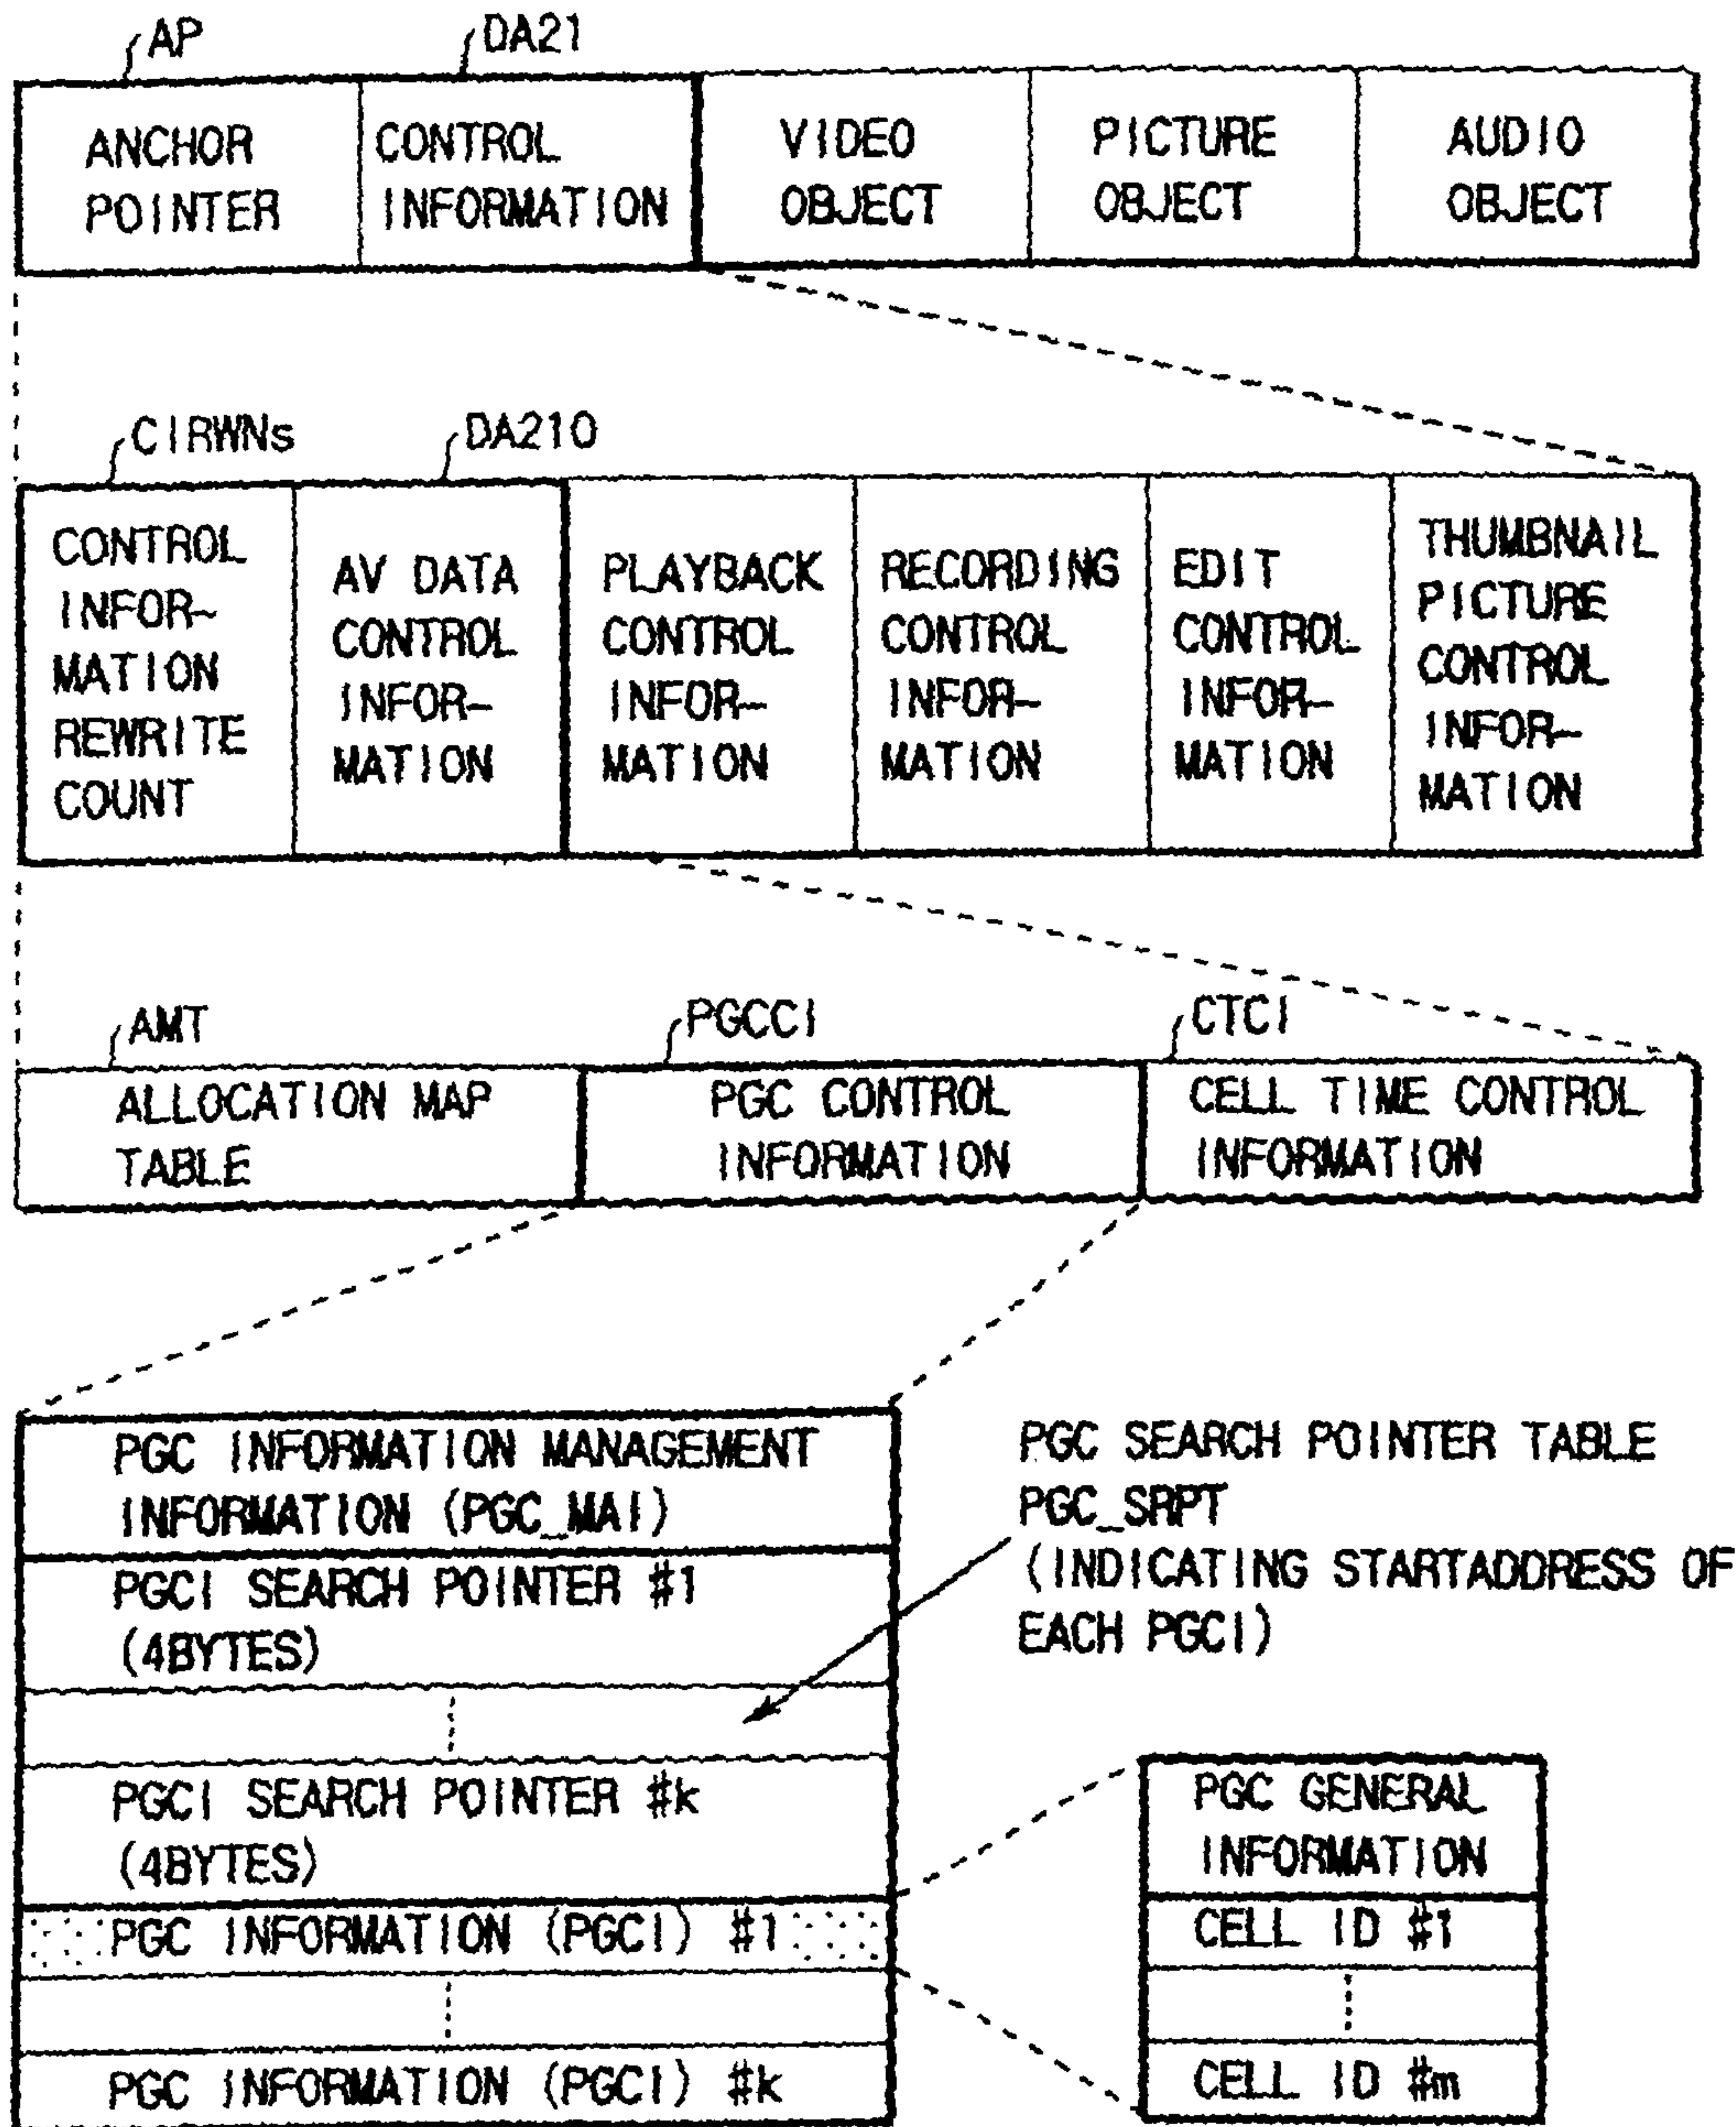 AP
DA21
ANCHOR
POINTER
CONTROL
INFORMATION
VIDEO
OBJECT
PICTURE
OBJECT
AUDIO
OBJECT
CIRWNs
DA210
CONTROL
INFOR-
MATION
REWRITE
COUNT
AV DATA
CONTROL
INFOR-
MATION
PLAYBACK
CONTROL
INFOR-
MATION
RECORDING
CONTROL
INFOR-
MATION
EDIT
CONTROL
INFOR-
MATION
THUMBNAIL
PICTURE
CONTROL
INFOR-
MATION
AMT
PGCCI
CTCI
ALLOCATION MAP
TABLE
PGC CONTROL
INFORMATION
CELL TIME CONTROL
INFORMATION
PGC INFORMATION MANAGEMENT
INFORMATION (PGC_MAI)
PGCI SEARCH POINTER #1
(4BYTES)
PGCI SEARCH POINTER #k
(4BYTES)
PGC INFORMATION (PGCI) #1
PGC INFORMATION (PGCI) #k
PGC SEARCH POINTER TABLE
PGC_SRPT
(INDICATING STARTADDRESS OF
EACH PGCI)
PGC GENERAL
INFORMATION
CELL ID #1
CELL ID #m